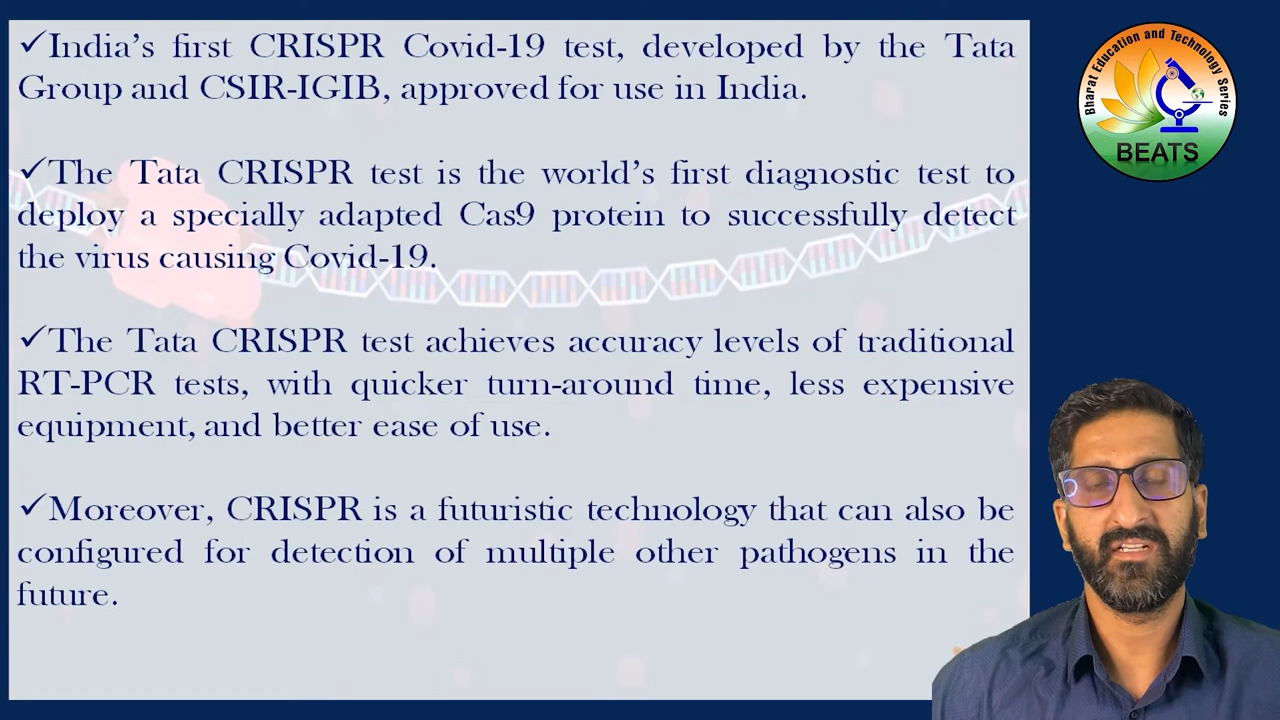 ✓India's first CRISPR Covid-19 test, developed by the Tata
Group and CSIR-IGIB, approved for use in India.
✓The Tata CRISPR test is the world's first diagnostic test to
deploy a specially adapted Cas9 protein to successfully detect
the virus causing Covid-19.
✓The Tata CRISPR test achieves accuracy levels of traditional
RT-PCR tests, with quicker turn-around time, less expensive
equipment, and better ease of use.
✓Moreover, CRISPR is a futuristic technology that can also be
configured for detection of multiple other pathogens in the
future.
Bharat Education and Technology Series
BEATS